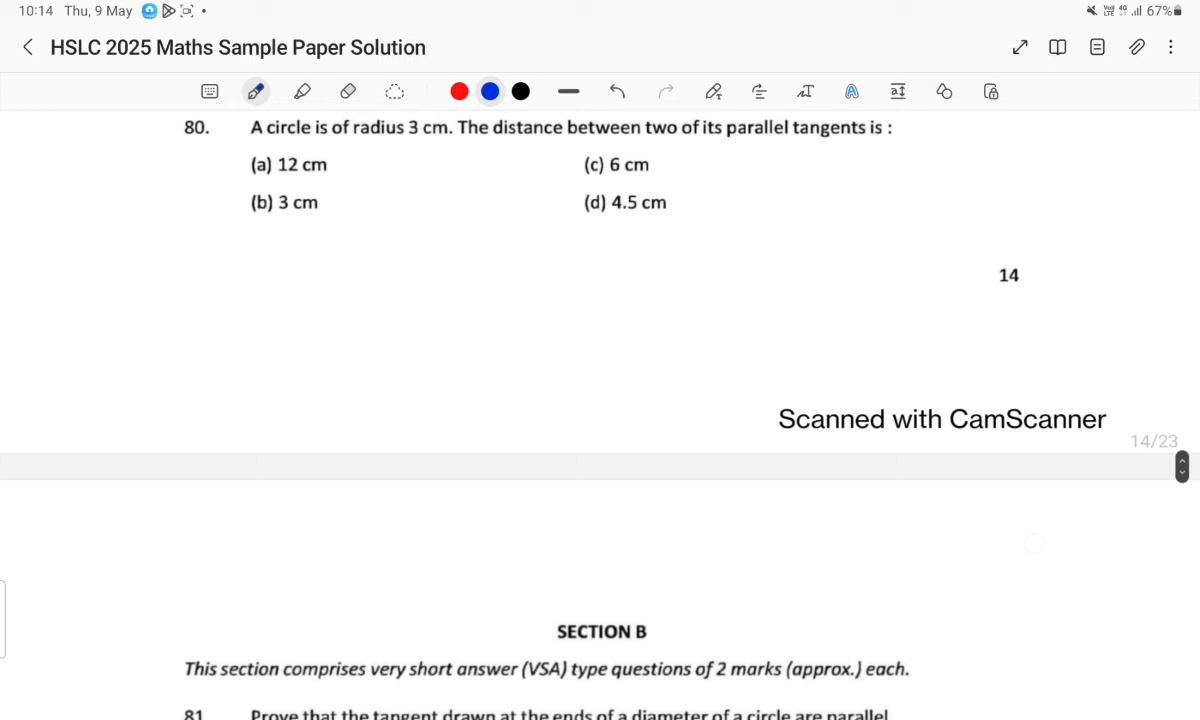 10:14 Thu, 9 May 67%
HSLC 2025 Maths Sample Paper Solution
80. A circle is of radius 3 cm. The distance between two of its parallel tangents is :
(a) 12 cm (c) 6 cm
(b) 3 cm (d) 4.5 cm
14
Scanned with CamScanner
14/23
SECTION B
This section comprises very short answer (VSA) type questions of 2 marks (approx.) each.
81 Prove that the tangent drawn at the ends of a diameter of a circle are parallel